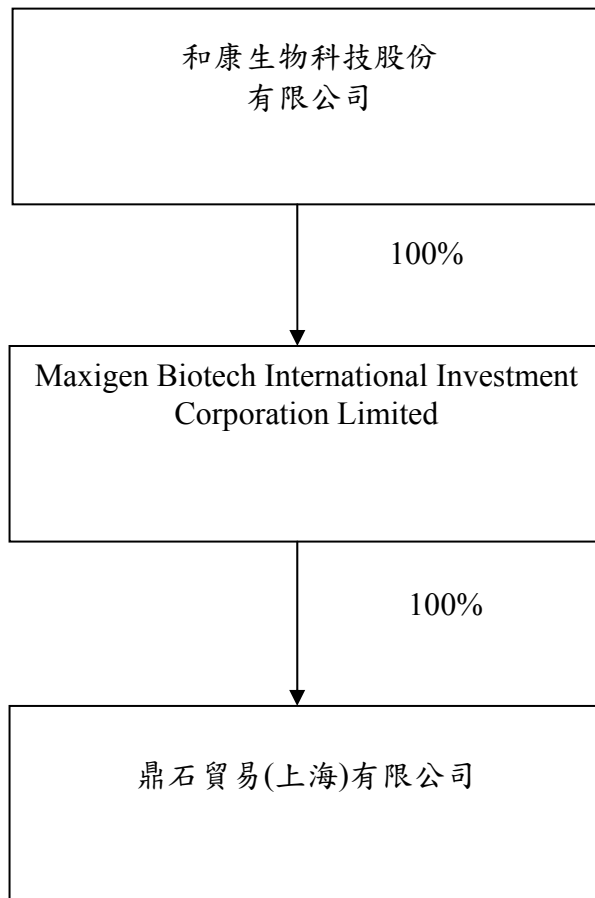 和康生物科技股份
有限公司
100%
Maxigen Biotech International Investment
Corporation Limited
100%
鼎石貿易(上海)有限公司